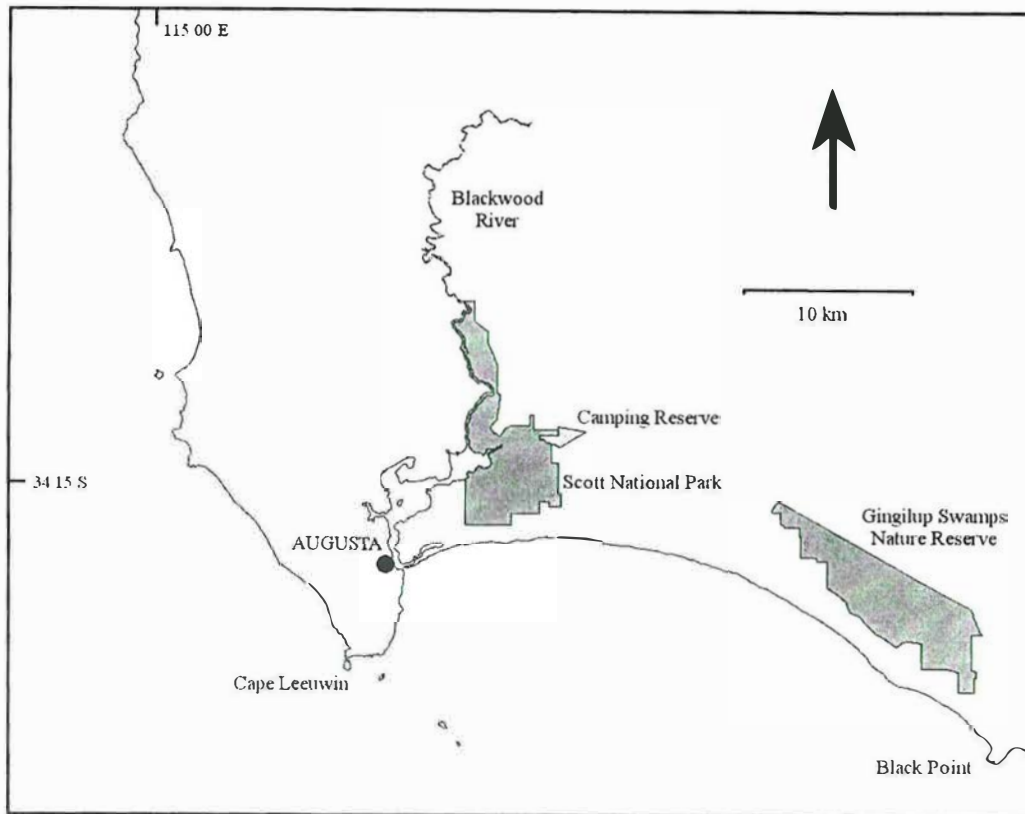 115 00 E
Blackwood
River
10 km
Camping Reserve
34 15 S
Scott National Park
Gingilup Swamps
Nature Reserve
AUGUSTA
Cape Leeuwin
Black Point